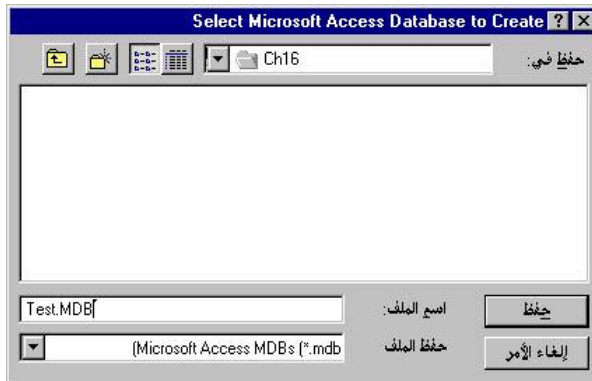 Select Microsoft Access Database to Create
حفظ في: Ch16
اسم الملف: Test.MDB
حفظ
حفظ الملف (Microsoft Access MDBs (*.mdb
إلغاء الأمر